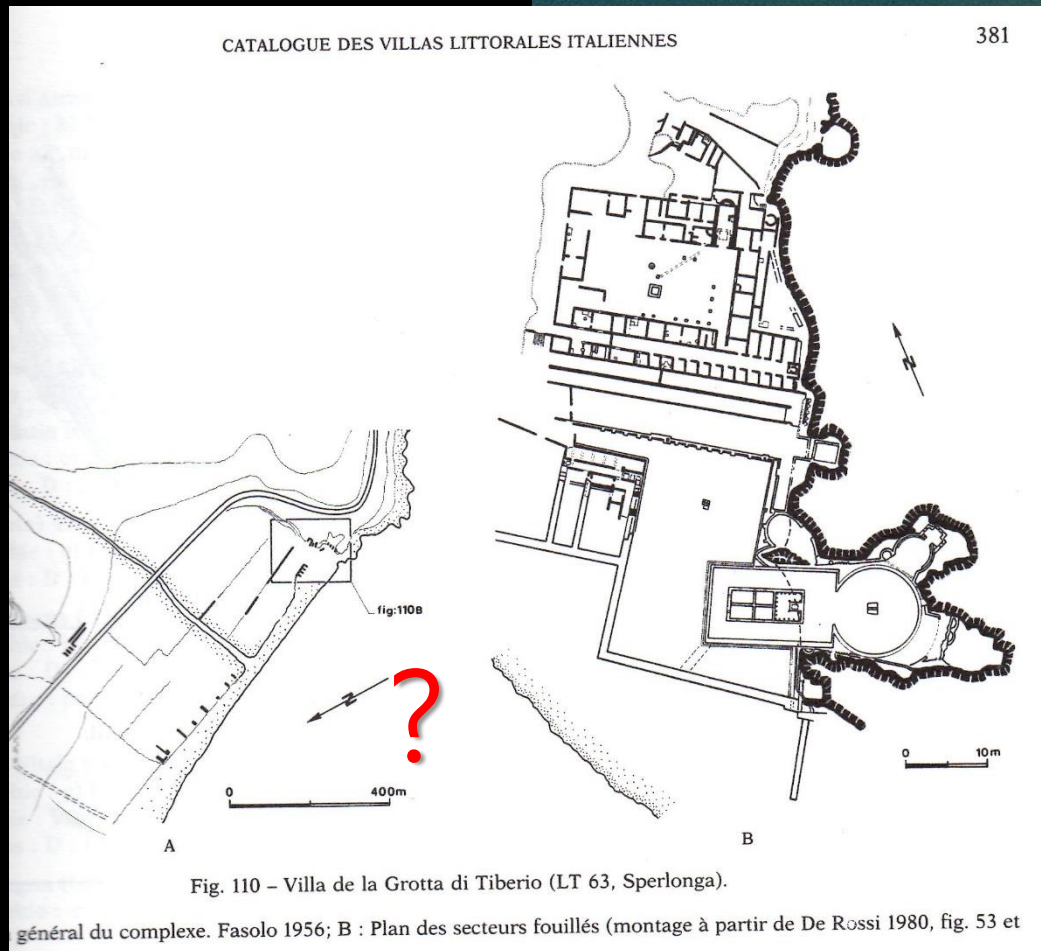 CATALOGUE DES VILLAS LITTORALES ITALIENNES
381
N
fig:110B
N
?
0 400m
A
0 10m
B
Fig. 110 – Villa de la Grotta di Tiberio (LT 63, Sperlonga).
général du complexe. Fasolo 1956; B : Plan des secteurs fouillés (montage à partir de De Rossi 1980, fig. 53 et